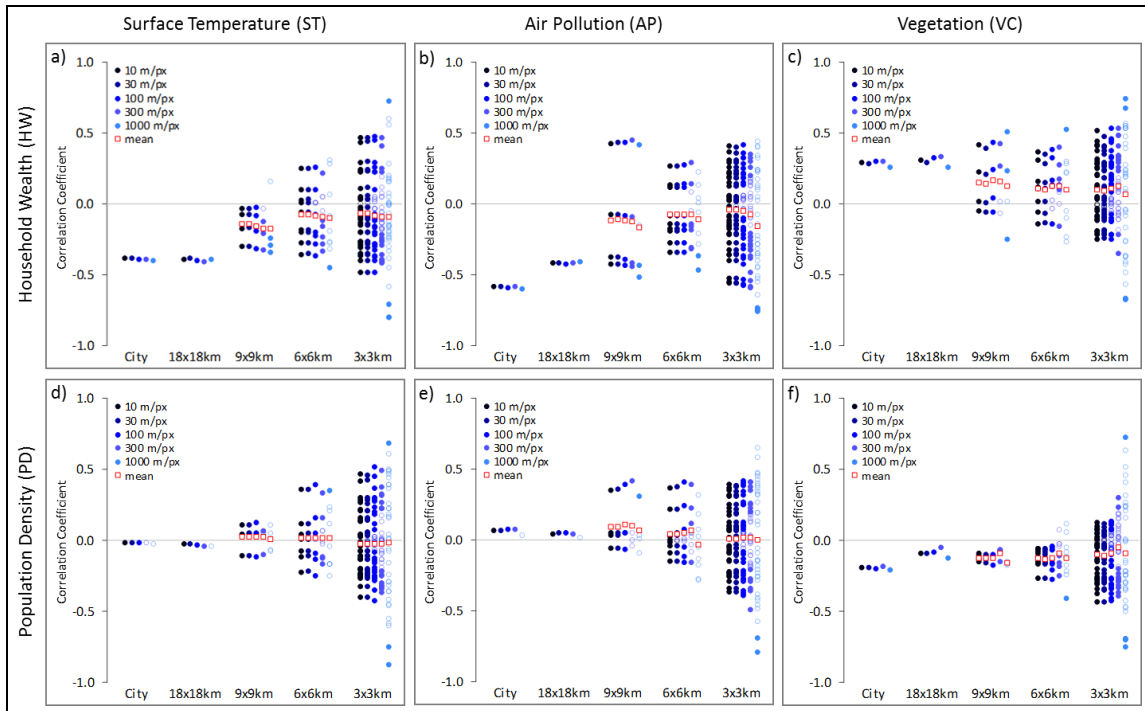 Surface Temperature (ST)
Air Pollution (AP)
Vegetation (VC)
Household Wealth (HW)
a)
Correlation Coefficient
1.0
0.5
0.0
-0.5
-1.0
10 m/px
30 m/px
100 m/px
300 m/px
1000 m/px
mean
City 18x18km 9x9km 6x6km 3x3km
b)
Correlation Coefficient
1.0
0.5
0.0
-0.5
-1.0
10 m/px
30 m/px
100 m/px
300 m/px
1000 m/px
mean
City 18x18km 9x9km 6x6km 3x3km
c)
Correlation Coefficient
1.0
0.5
0.0
-0.5
-1.0
10 m/px
30 m/px
100 m/px
300 m/px
1000 m/px
mean
City 18x18km 9x9km 6x6km 3x3km
Population Density (PD)
d)
Correlation Coefficient
1.0
0.5
0.0
-0.5
-1.0
10 m/px
30 m/px
100 m/px
300 m/px
1000 m/px
mean
City 18x18km 9x9km 6x6km 3x3km
e)
Correlation Coefficient
1.0
0.5
0.0
-0.5
-1.0
10 m/px
30 m/px
100 m/px
300 m/px
1000 m/px
mean
City 18x18km 9x9km 6x6km 3x3km
f)
Correlation Coefficient
1.0
0.5
0.0
-0.5
-1.0
10 m/px
30 m/px
100 m/px
300 m/px
1000 m/px
mean
City 18x18km 9x9km 6x6km 3x3km